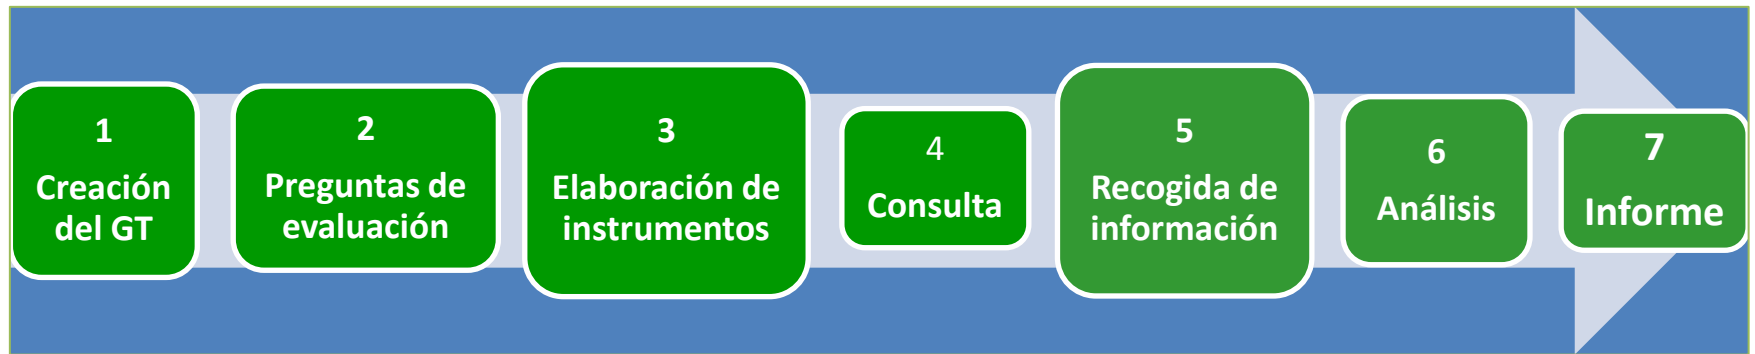 1
Creación
del GT
2
Preguntas de
evaluación
3
Elaboración de
instrumentos
4
Consulta
5
Recogida de
información
6
Análisis
7
Informe